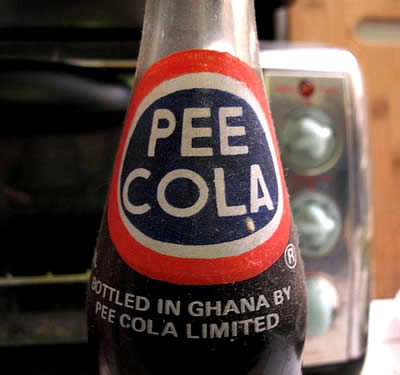 PEE
COLA
®
BOTTLED IN GHANA BY
PEE COLA LIMITED